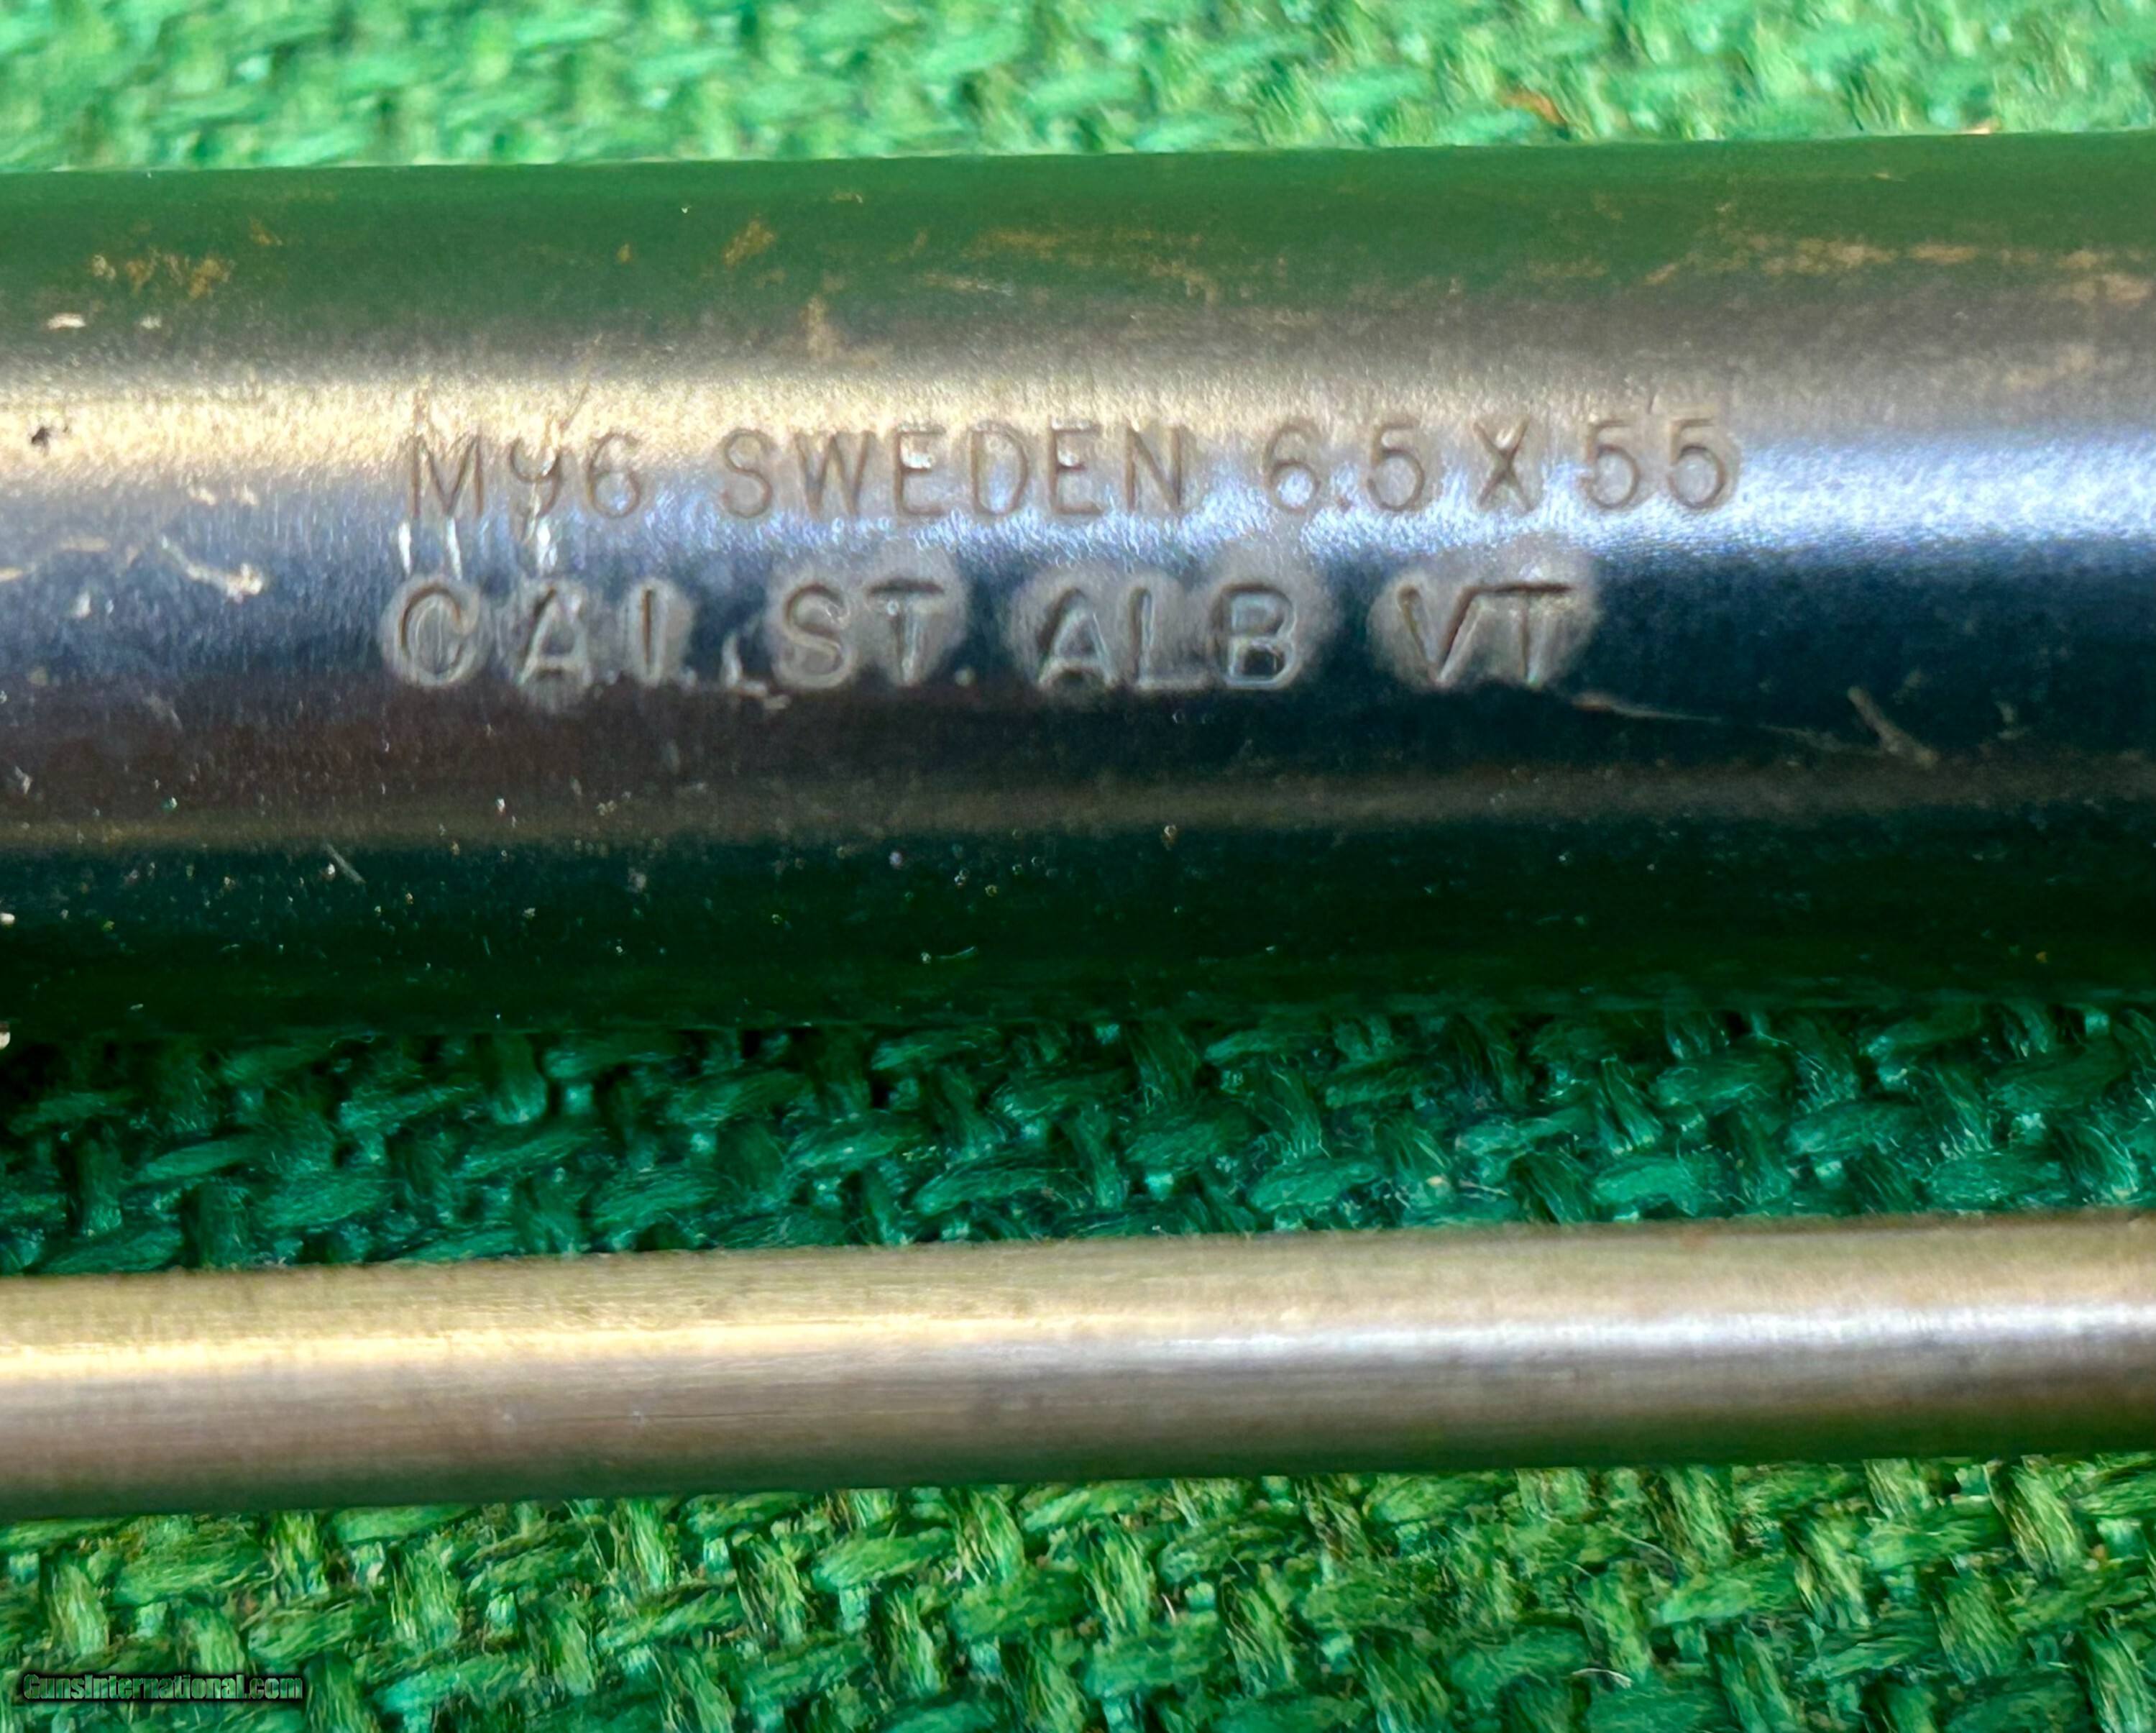 M96 SWEDEN 6.5 X 55
C.A.I. ST. ALB VT
GunsInternational.com